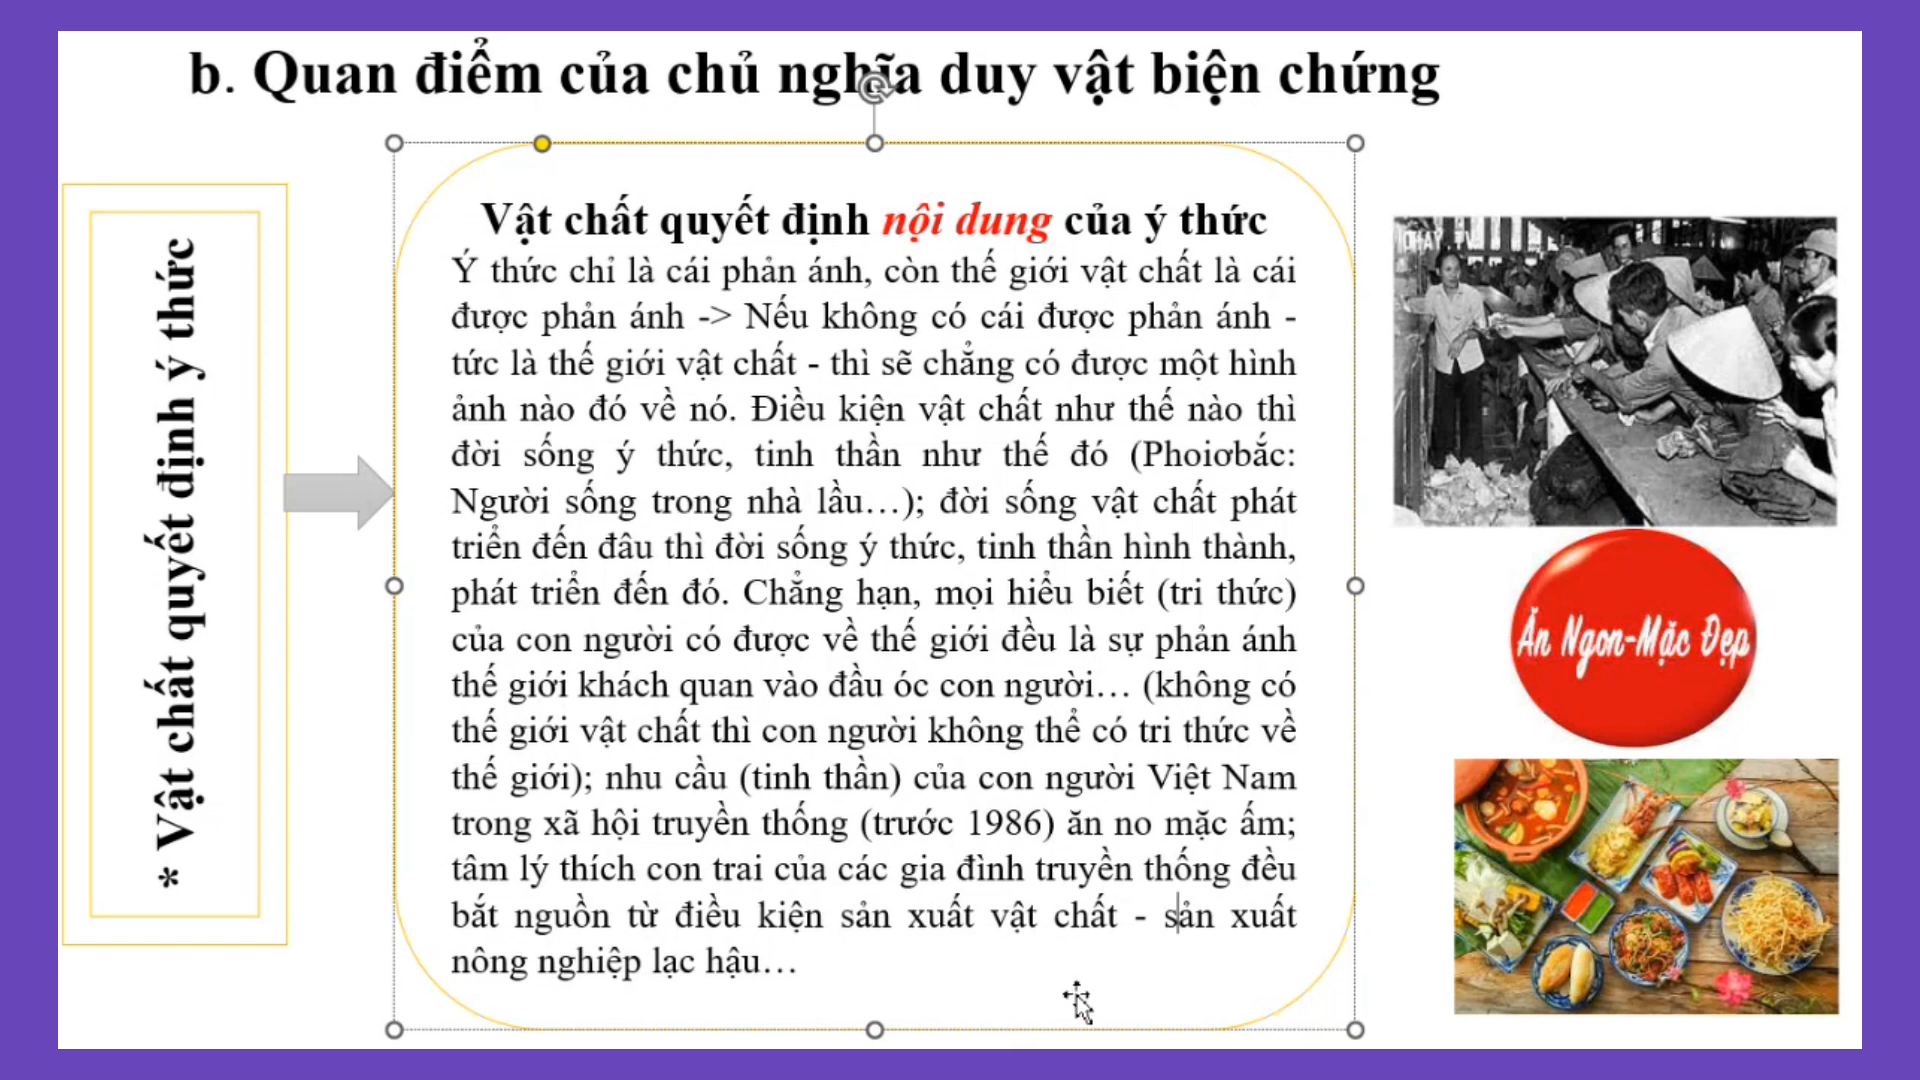 b. Quan điểm của chủ nghĩa duy vật biện chứng
* Vật chất quyết định ý thức
Vật chất quyết định nội dung của ý thức
Ý thức chỉ là cái phản ánh, còn thế giới vật chất là cái
được phản ánh -> Nếu không có cái được phản ánh -
tức là thế giới vật chất - thì sẽ chẳng có được một hình
ảnh nào đó về nó. Điều kiện vật chất như thế nào thì
đời sống ý thức, tinh thần như thế đó (Phoiơbắc:
Người sống trong nhà lầu…); đời sống vật chất phát
triển đến đâu thì đời sống ý thức, tinh thần hình thành,
phát triển đến đó. Chẳng hạn, mọi hiểu biết (tri thức)
của con người có được về thế giới đều là sự phản ánh
thế giới khách quan vào đầu óc con người… (không có
thế giới vật chất thì con người không thể có tri thức về
thế giới); nhu cầu (tinh thần) của con người Việt Nam
trong xã hội truyền thống (trước 1986) ăn no mặc ấm;
tâm lý thích con trai của các gia đình truyền thống đều
bắt nguồn từ điều kiện sản xuất vật chất - sản xuất
nông nghiệp lạc hậu…
Ăn Ngon-Mặc Đẹp